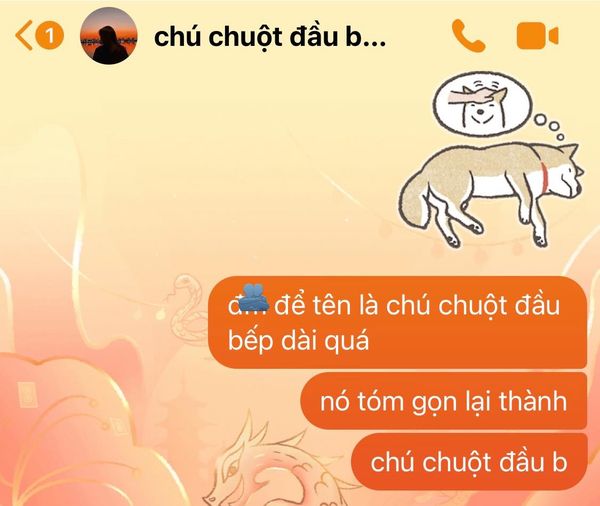 1
chú chuột đầu b...
để tên là chú chuột đầu
bếp dài quá
nó tóm gọn lại thành
chú chuột đầu b